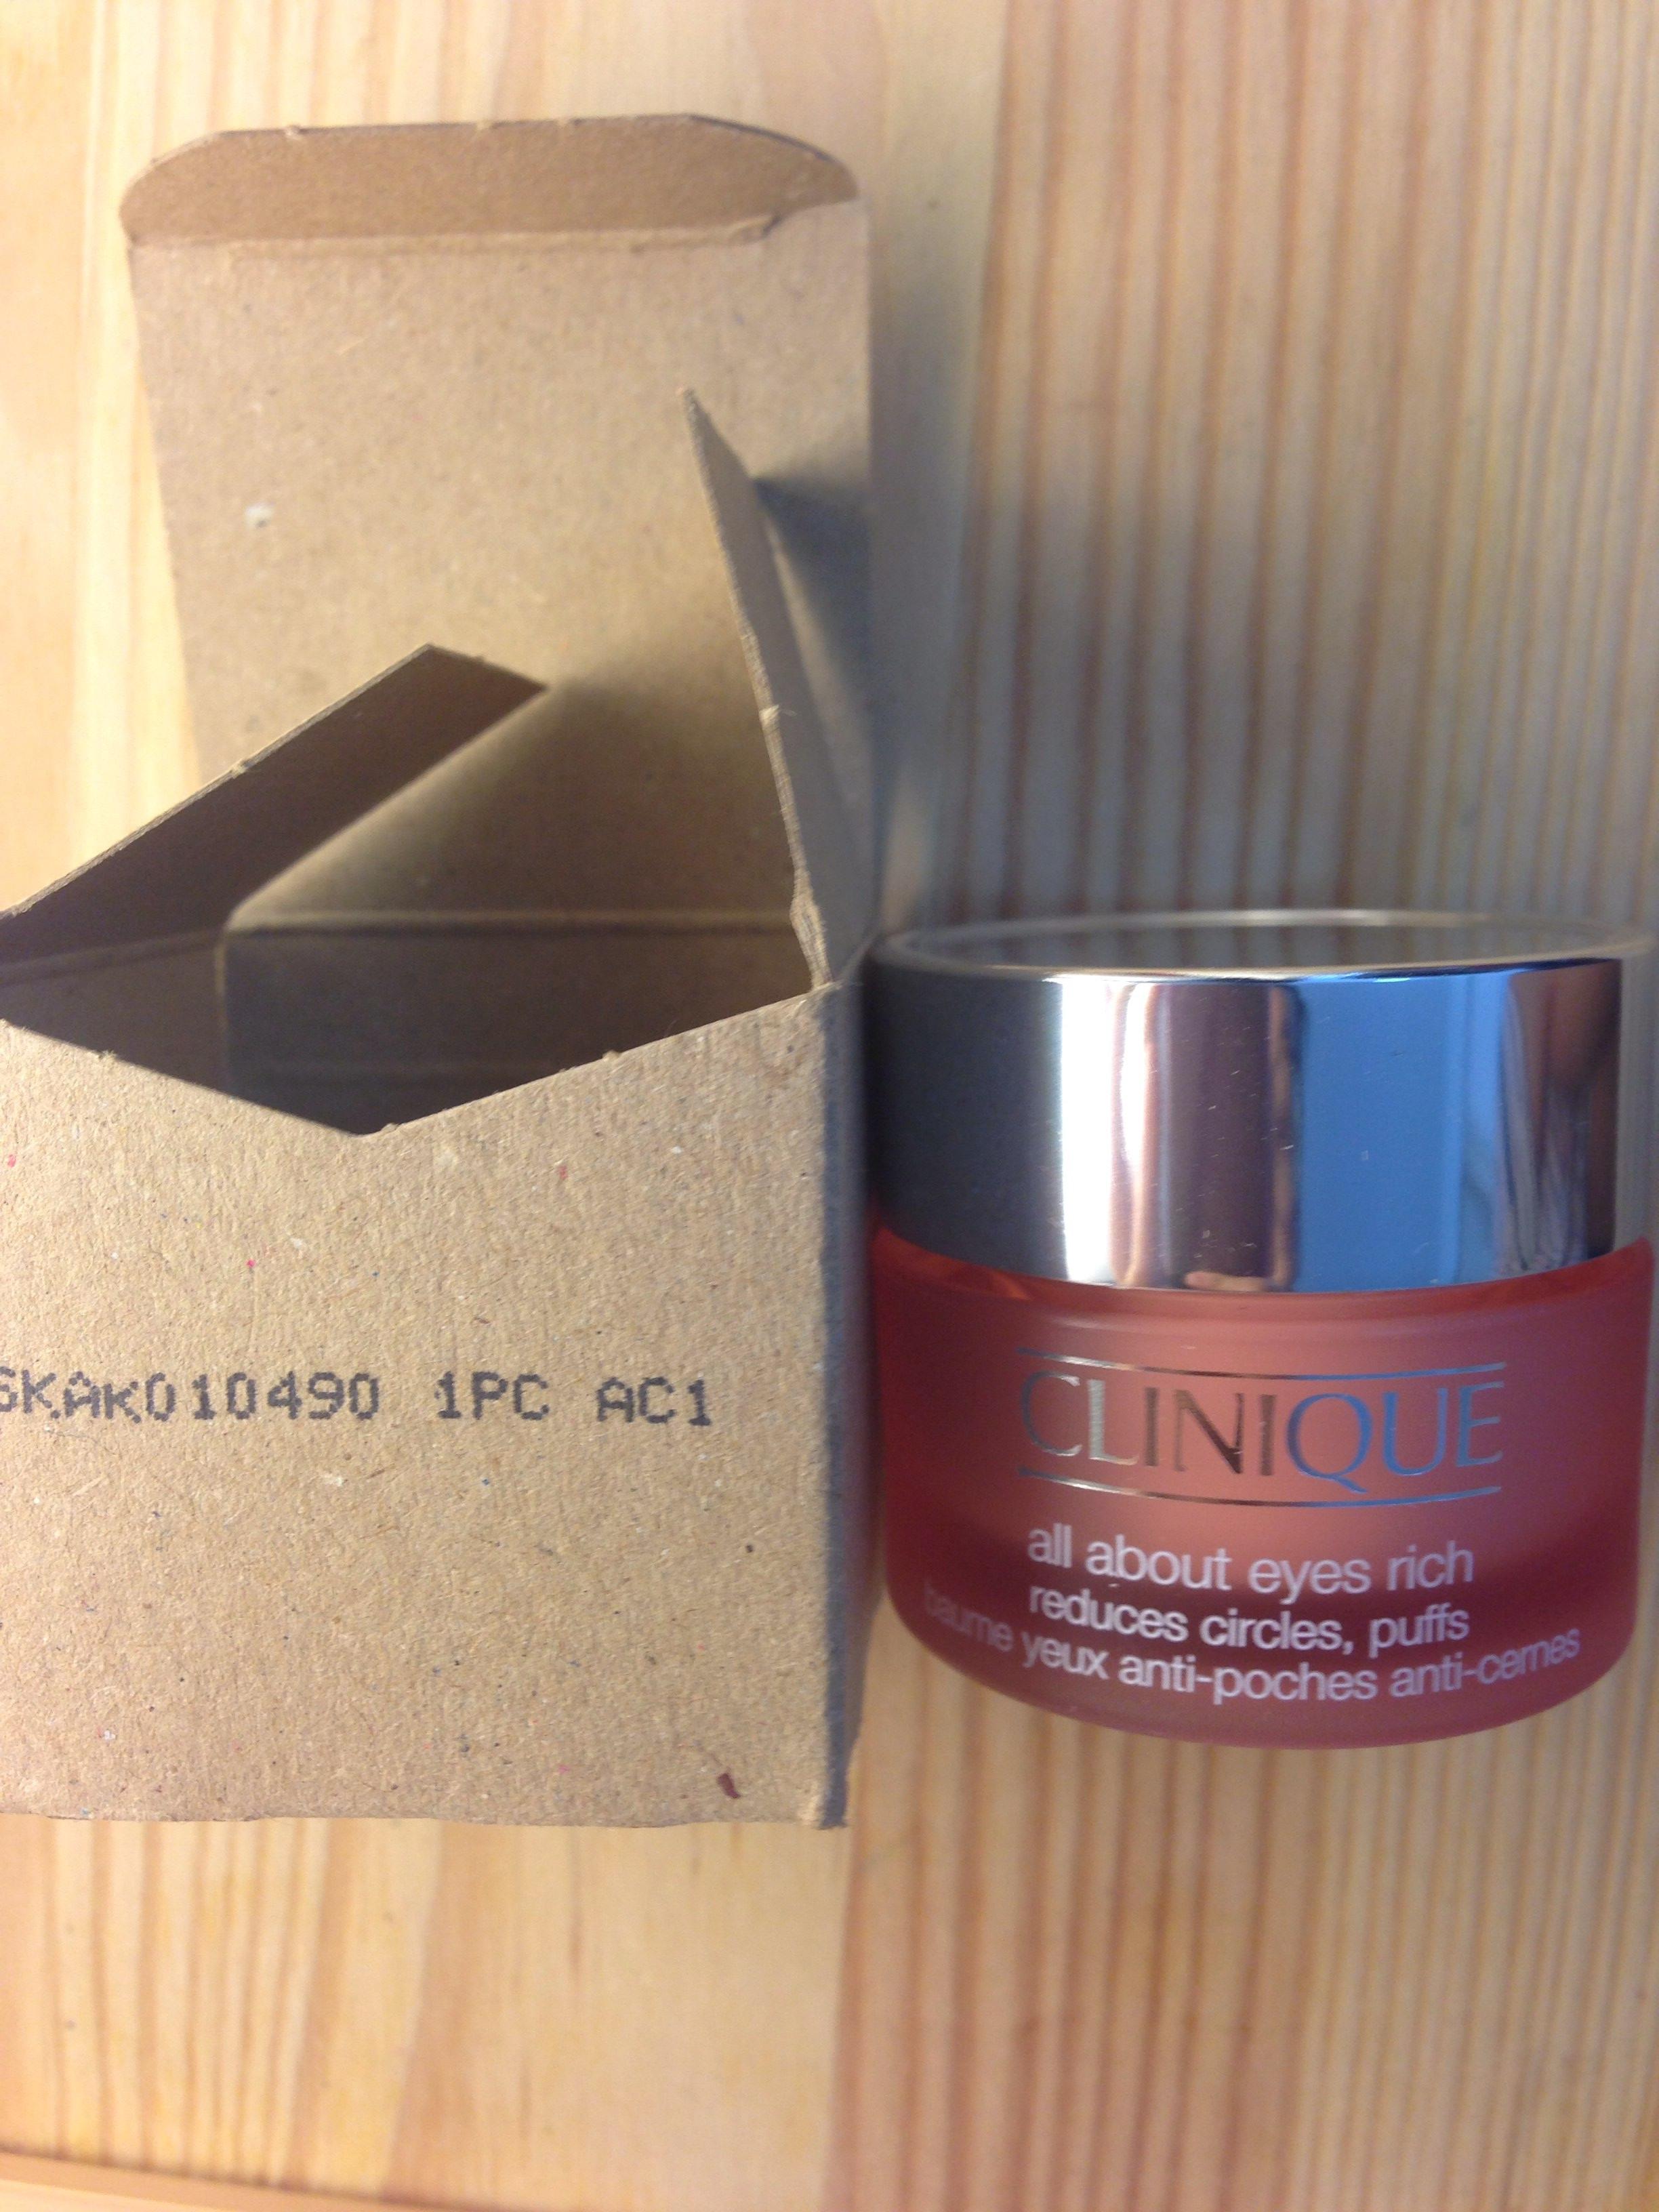 SKAK010490 1PC AC1
CLINIQUE
all about eyes rich
reduces circles, puffs
baume yeux anti-poches anti-cernes